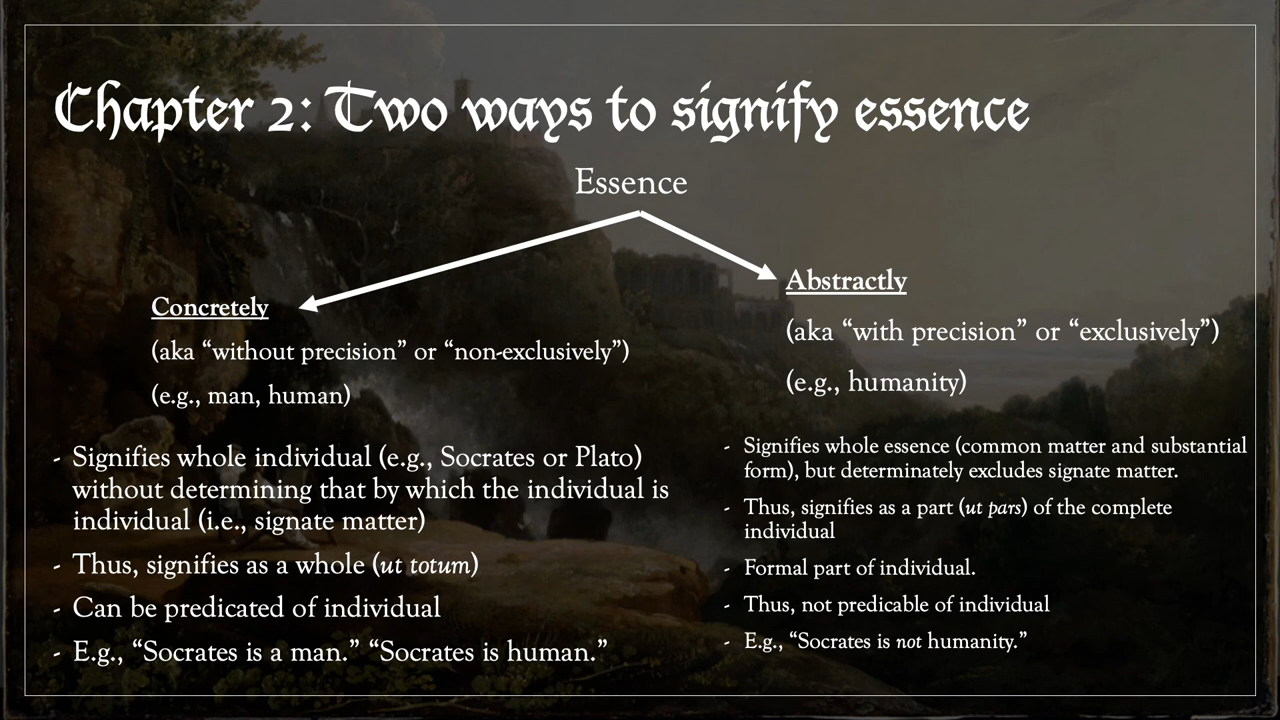 Chapter 2: Two ways to signify essence
Essence
Concretely
(aka “without precision” or “non-exclusively”)
(e.g., man, human)
- Signifies whole individual (e.g., Socrates or Plato)
without determining that by which the individual is
individual (i.e., signate matter)
- Thus, signifies as a whole (ut totum)
- Can be predicated of individual
- E.g., “Socrates is a man.” “Socrates is human.”
Abstractly
(aka “with precision” or “exclusively”)
(e.g., humanity)
- Signifies whole essence (common matter and substantial
form), but determinately excludes signate matter.
- Thus, signifies as a part (ut pars) of the complete
individual
- Formal part of individual.
- Thus, not predicable of individual
- E.g., “Socrates is not humanity.”